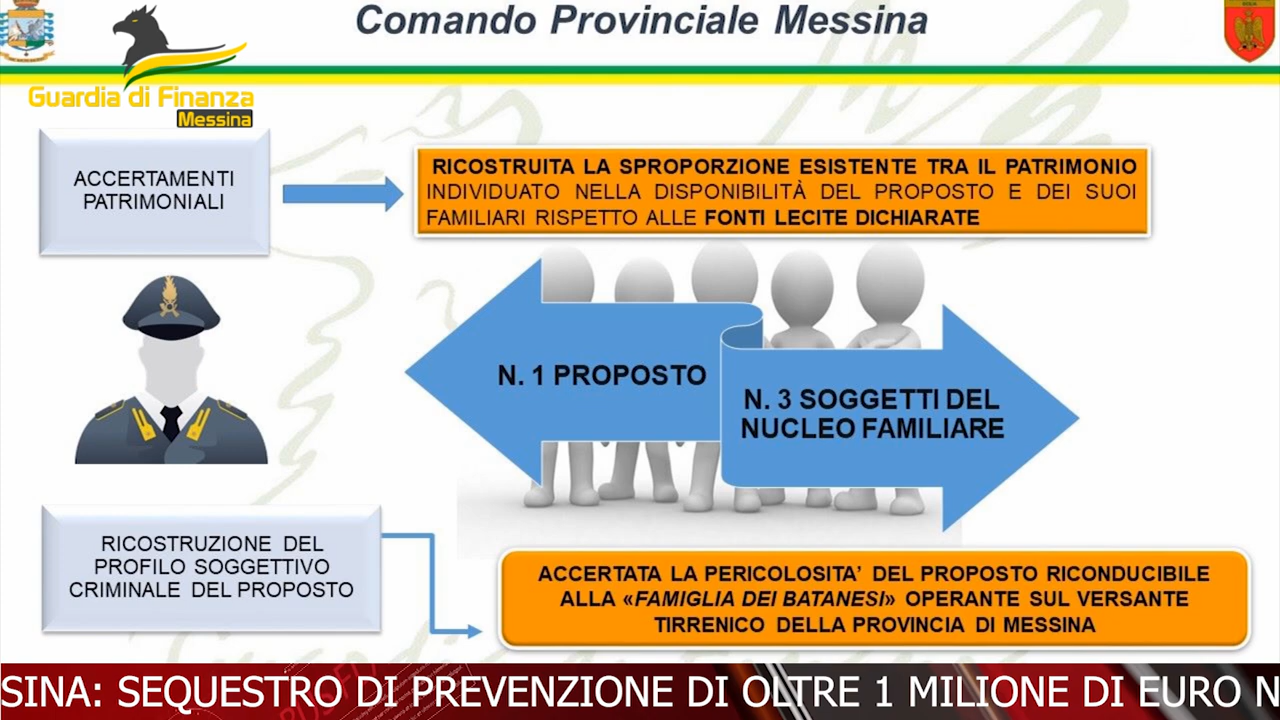 Comando Provinciale Messina
Guardia di Finanza
Messina
ACCERTAMENTI
PATRIMONIALI
RICOSTRUITA LA SPROPORZIONE ESISTENTE TRA IL PATRIMONIO
INDIVIDUATO NELLA DISPONIBILITÀ DEL PROPOSTO E DEI SUOI
FAMILIARI RISPETTO ALLE FONTI LECITE DICHIARATE
N. 1 PROPOSTO
N. 3 SOGGETTI DEL
NUCLEO FAMILIARE
RICOSTRUZIONE DEL
PROFILO SOGGETTIVO
CRIMINALE DEL PROPOSTO
ACCERTATA LA PERICOLOSITA’ DEL PROPOSTO RICONDUCIBILE
ALLA «FAMIGLIA DEI BATANESI» OPERANTE SUL VERSANTE
TIRRENICO DELLA PROVINCIA DI MESSINA
SINA: SEQUESTRO DI PREVENZIONE DI OLTRE 1 MILIONE DI EURO N